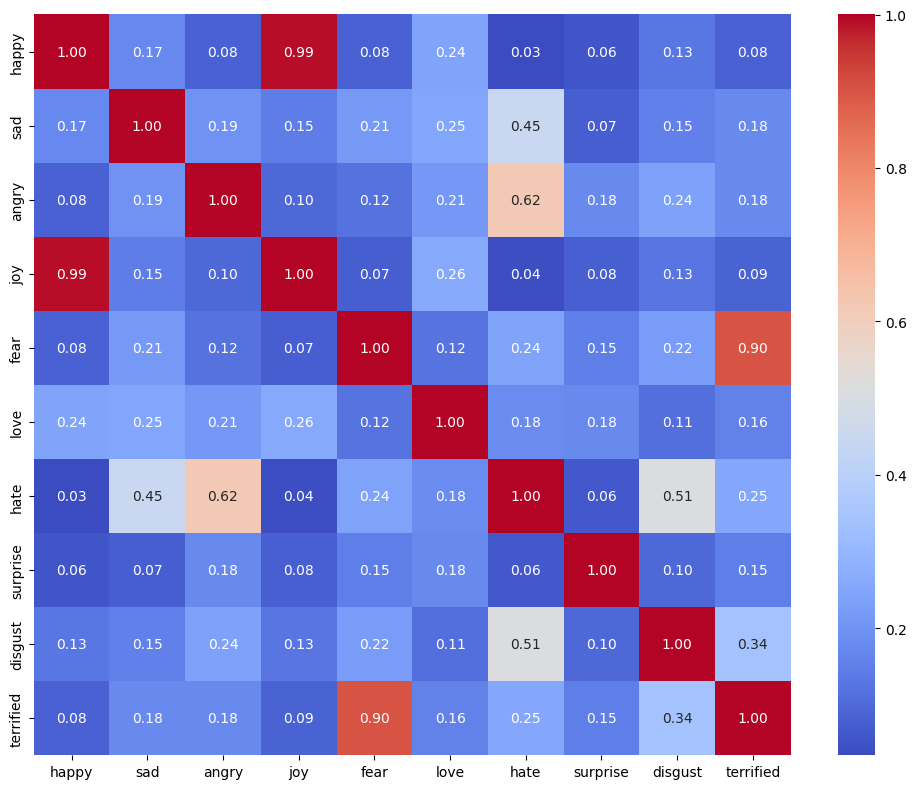 happy 1.00 0.17 0.08 0.99 0.08 0.24 0.03 0.06 0.13 0.08
sad 0.17 1.00 0.19 0.15 0.21 0.25 0.45 0.07 0.15 0.18
angry 0.08 0.19 1.00 0.10 0.12 0.21 0.62 0.18 0.24 0.18
joy 0.99 0.15 0.10 1.00 0.07 0.26 0.04 0.08 0.13 0.09
fear 0.08 0.21 0.12 0.07 1.00 0.12 0.24 0.15 0.22 0.90
love 0.24 0.25 0.21 0.26 0.12 1.00 0.18 0.18 0.11 0.16
hate 0.03 0.45 0.62 0.04 0.24 0.18 1.00 0.06 0.51 0.25
surprise 0.06 0.07 0.18 0.08 0.15 0.18 0.06 1.00 0.10 0.15
disgust 0.13 0.15 0.24 0.13 0.22 0.11 0.51 0.10 1.00 0.34
terrified 0.08 0.18 0.18 0.09 0.90 0.16 0.25 0.15 0.34 1.00
happy sad angry joy fear love hate surprise disgust terrified
1.0
0.8
0.6
0.4
0.2